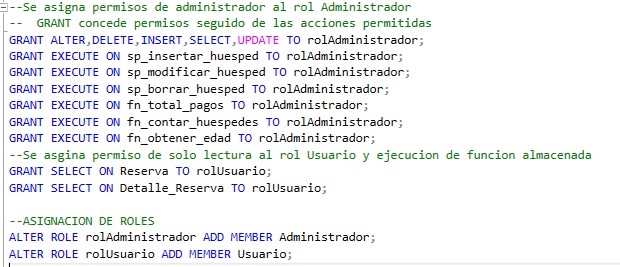 --Se asigna permisos de administrador al rol Administrador
--  GRANT concede permisos seguido de las acciones permitidas
GRANT ALTER,DELETE,INSERT,SELECT,UPDATE TO rolAdministrador;
GRANT EXECUTE ON sp_insertar_huesped TO rolAdministrador;
GRANT EXECUTE ON sp_modificar_huesped TO rolAdministrador;
GRANT EXECUTE ON sp_borrar_huesped TO rolAdministrador;
GRANT EXECUTE ON fn_total_pagos TO rolAdministrador;
GRANT EXECUTE ON fn_contar_huespedes TO rolAdministrador;
GRANT EXECUTE ON fn_obtener_edad TO rolAdministrador;
--Se asgina permiso de solo lectura al rol Usuario y ejecucion de funcion almacenada
GRANT SELECT ON Reserva TO rolUsuario;
GRANT SELECT ON Detalle_Reserva TO rolUsuario;
--ASIGNACION DE ROLES
ALTER ROLE rolAdministrador ADD MEMBER Administrador;
ALTER ROLE rolUsuario ADD MEMBER Usuario;